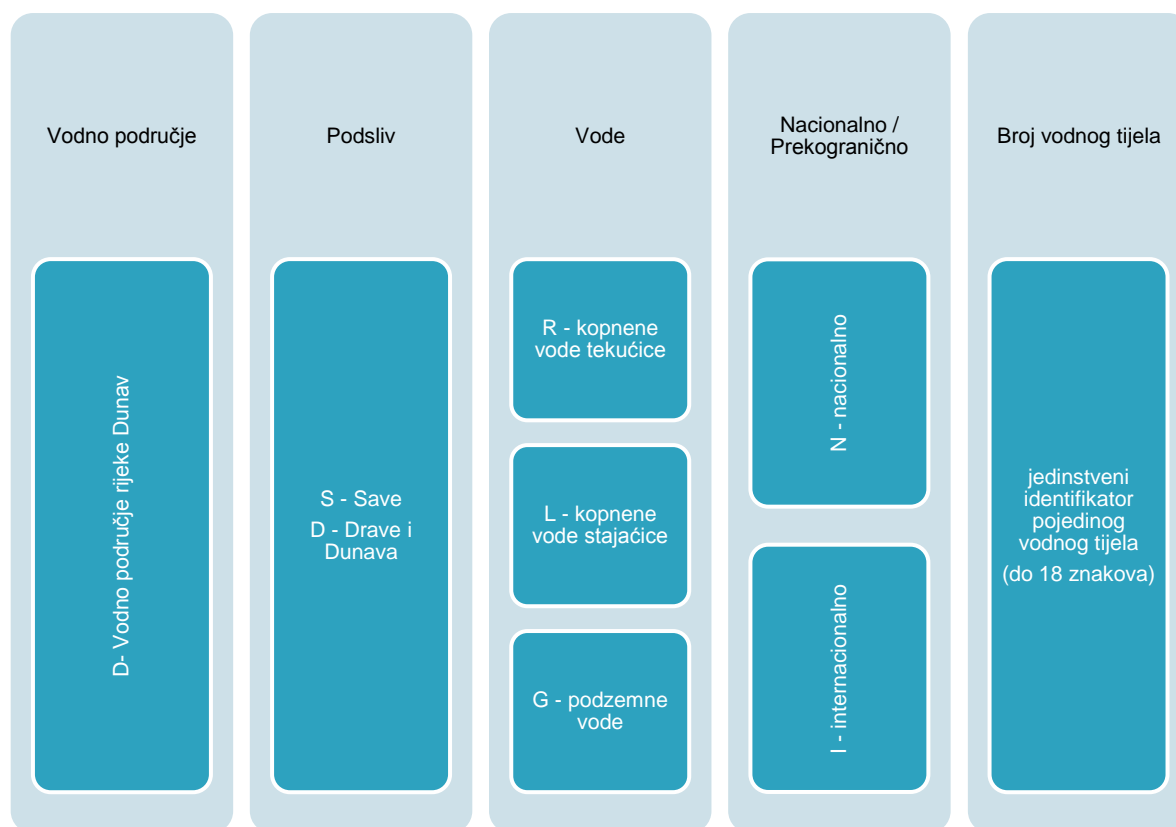 Vodno područje
D- Vodno područje rijeke Dunav
Podsliv
S - Save
D - Drave i
Dunava
Vode
R - kopnene
vode tekućice
L - kopnene
vode stajaćice
G - podzemne
vode
Nacionalno /
Prekogranično
N - nacionalno
I - internacionalno
Broj vodnog tijela
jedinstveni
identifikator
pojedinog
vodnog tijela
(do 18 znakova)